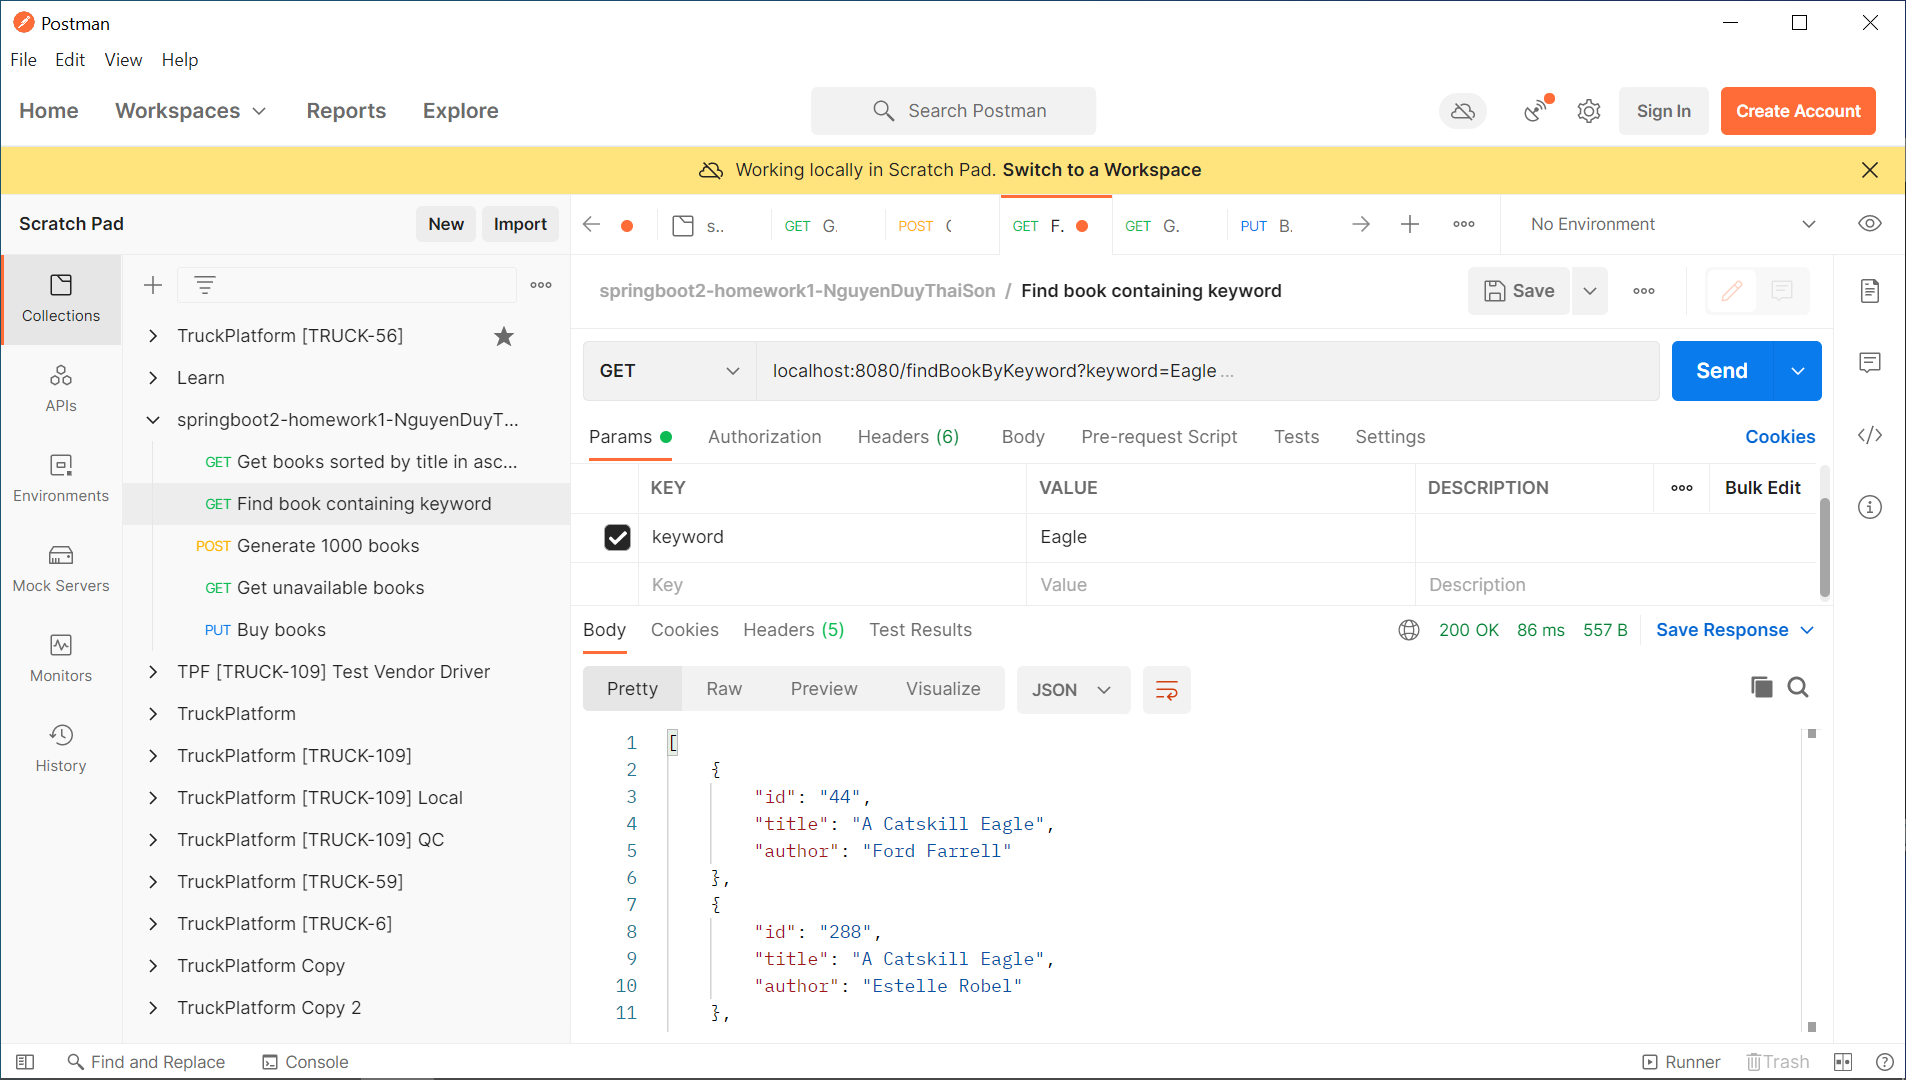 Postman
File Edit View Help
Home Workspaces Reports Explore
Search Postman
Sign In
Create Account
Working locally in Scratch Pad. Switch to a Workspace
Scratch Pad
New
Import
s..
GET G.
POST
GET F.
GET G.
PUT B.
No Environment
Collections
APIs
Environments
Mock Servers
Monitors
History
TruckPlatform [TRUCK-56]
Learn
springboot2-homework1-NguyenDuyT...
GET Get books sorted by title in asc...
GET Find book containing keyword
POST Generate 1000 books
GET Get unavailable books
PUT Buy books
TPF [TRUCK-109] Test Vendor Driver
TruckPlatform
TruckPlatform [TRUCK-109]
TruckPlatform [TRUCK-109] Local
TruckPlatform [TRUCK-109] QC
TruckPlatform [TRUCK-59]
TruckPlatform [TRUCK-6]
TruckPlatform Copy
TruckPlatform Copy 2
springboot2-homework1-NguyenDuyThaiSon / Find book containing keyword
Save
GET
localhost:8080/findBookByKeyword?keyword=Eagle ...
Send
Params Authorization Headers (6) Body Pre-request Script Tests Settings Cookies
KEY VALUE DESCRIPTION Bulk Edit
keyword Eagle
Key Value Description
Body Cookies Headers (5) Test Results
200 OK 86 ms 557 B Save Response
Pretty Raw Preview Visualize JSON
1 [
2 {
3 "id": "44",
4 "title": "A Catskill Eagle",
5 "author": "Ford Farrell"
6 },
7 {
8 "id": "288",
9 "title": "A Catskill Eagle",
10 "author": "Estelle Robel"
11 },
Find and Replace
Console
Runner
Trash